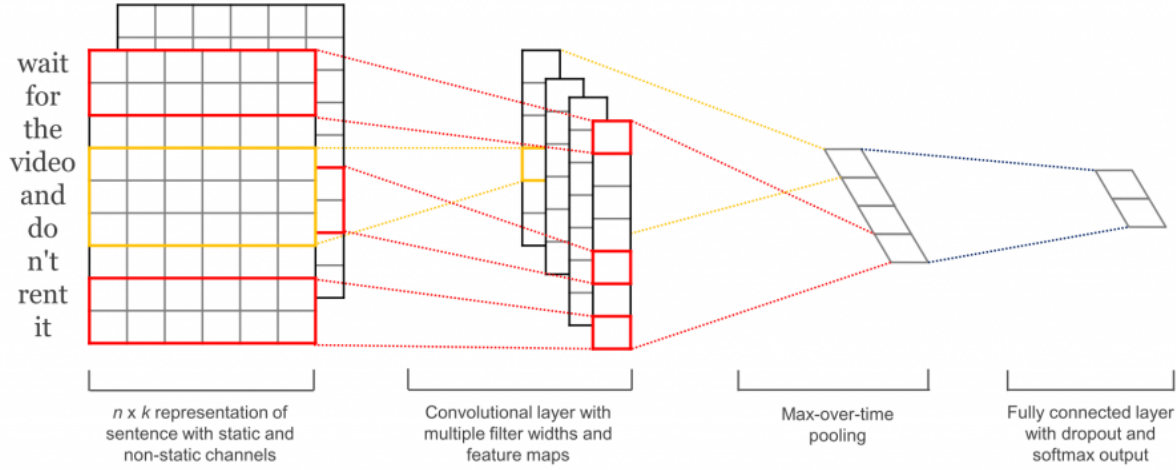 wait
for
the
video
and
do
n't
rent
it
n x k representation of
sentence with static and
non-static channels
Convolutional layer with
multiple filter widths and
feature maps
Max-over-time
pooling
Fully connected layer
with dropout and
softmax output